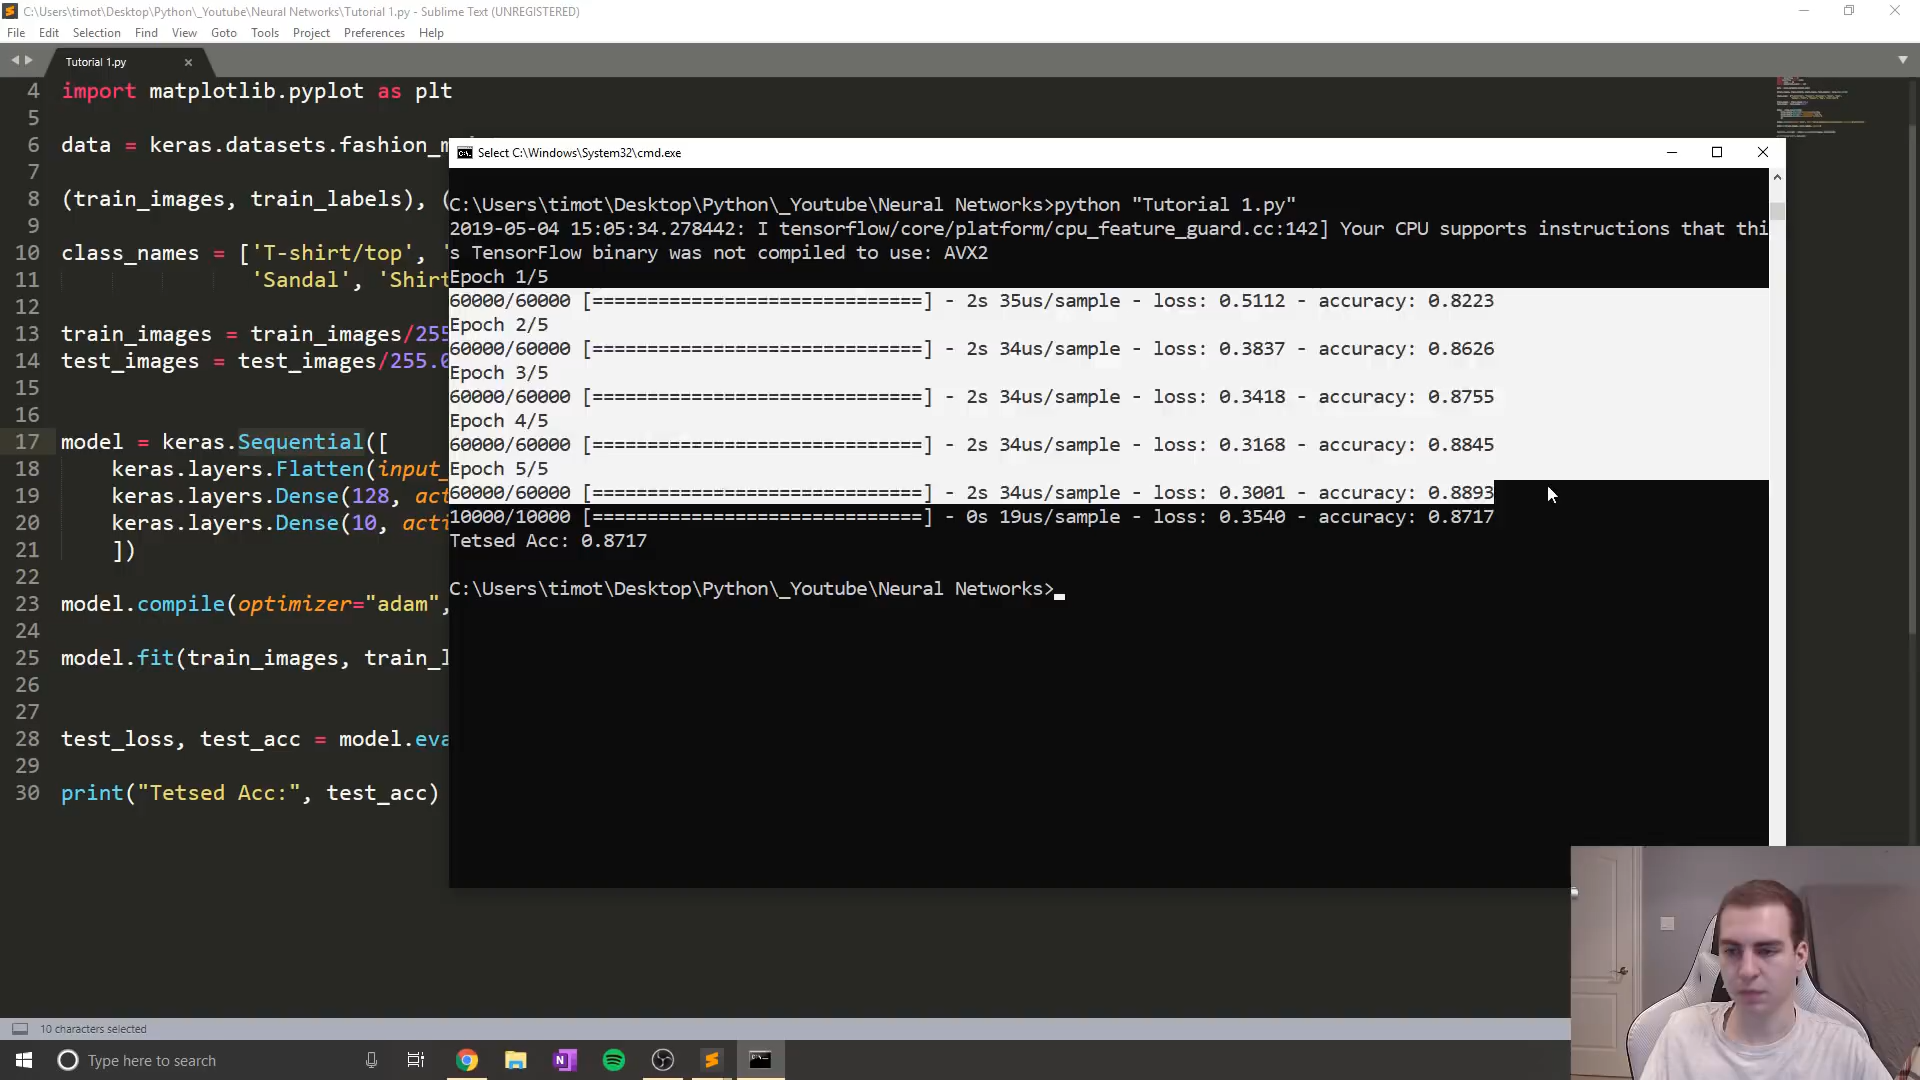 C:\Users\timot\Desktop\Python\_Youtube\Neural Networks\Tutorial 1.py - Sublime Text (UNREGISTERED)
File Edit Selection Find View Goto Tools Project Preferences Help
Tutorial 1.py
4 import matplotlib.pyplot as plt
5
6 data = keras.datasets.fashion_m
7
8 (train_images, train_labels), (
9
10 class_names = ['T-shirt/top', '
11 'Sandal', 'Shirt
12
13 train_images = train_images/255
14 test_images = test_images/255.0
15
16
17 model = keras.Sequential([
18 keras.layers.Flatten(input_
19 keras.layers.Dense(128, act
20 keras.layers.Dense(10, acti
21 ])
22
23 model.compile(optimizer="adam",
24
25 model.fit(train_images, train_l
26
27
28 test_loss, test_acc = model.eva
29
30 print("Tetsed Acc:", test_acc)
Select C:\Windows\System32\cmd.exe
C:\Users\timot\Desktop\Python\_Youtube\Neural Networks>python "Tutorial 1.py"
2019-05-04 15:05:34.278442: I tensorflow/core/platform/cpu_feature_guard.cc:142] Your CPU supports instructions that thi
s TensorFlow binary was not compiled to use: AVX2
Epoch 1/5
60000/60000 [==============================] - 2s 35us/sample - loss: 0.5112 - accuracy: 0.8223
Epoch 2/5
60000/60000 [==============================] - 2s 34us/sample - loss: 0.3837 - accuracy: 0.8626
Epoch 3/5
60000/60000 [==============================] - 2s 34us/sample - loss: 0.3418 - accuracy: 0.8755
Epoch 4/5
60000/60000 [==============================] - 2s 34us/sample - loss: 0.3168 - accuracy: 0.8845
Epoch 5/5
60000/60000 [==============================] - 2s 34us/sample - loss: 0.3001 - accuracy: 0.8893
10000/10000 [==============================] - 0s 19us/sample - loss: 0.3540 - accuracy: 0.8717
Tetsed Acc: 0.8717
C:\Users\timot\Desktop\Python\_Youtube\Neural Networks>
10 characters selected
Type here to search